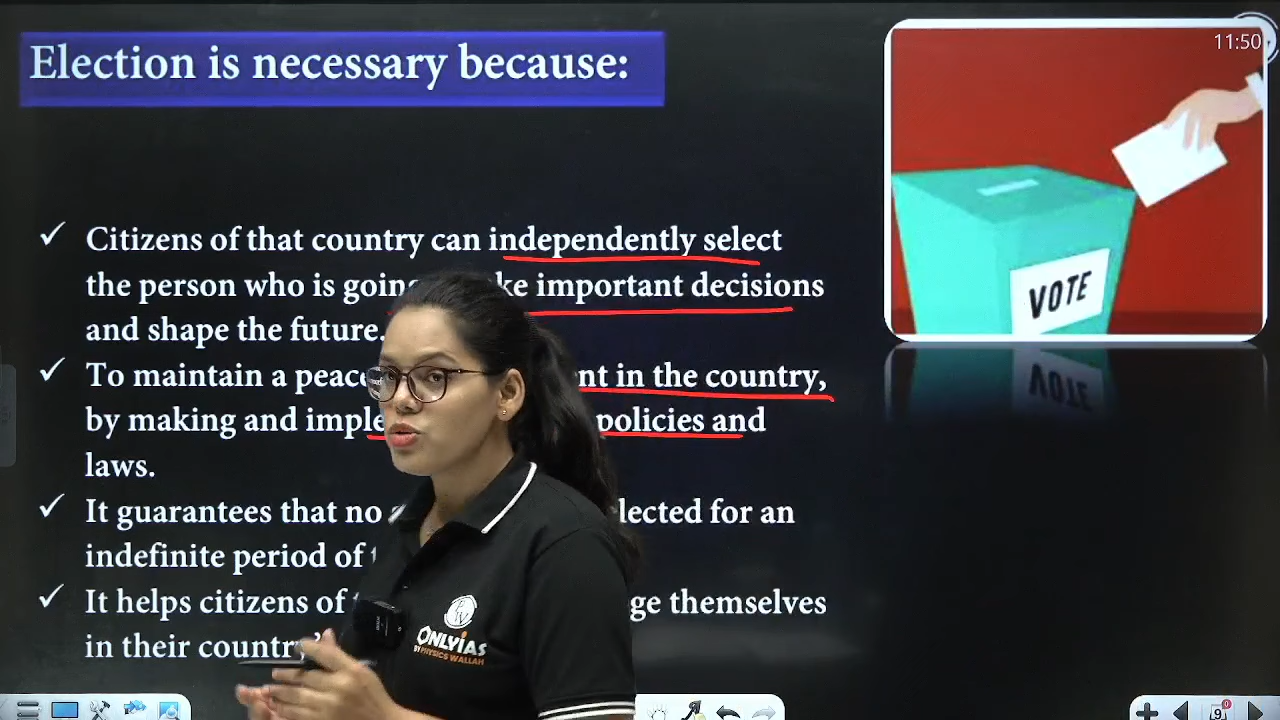 Election is necessary because:
11:50
VOTE
Citizens of that country can independently select
the person who is going ke important decisions
and shape the future.
To maintain a peace nt in the country,
by making and imple policies and
laws.
It guarantees that no lected for an
indefinite period of
It helps citizens of ge themselves
in their country'
ONLYIAS
BY PHYSICS WALLAH
9